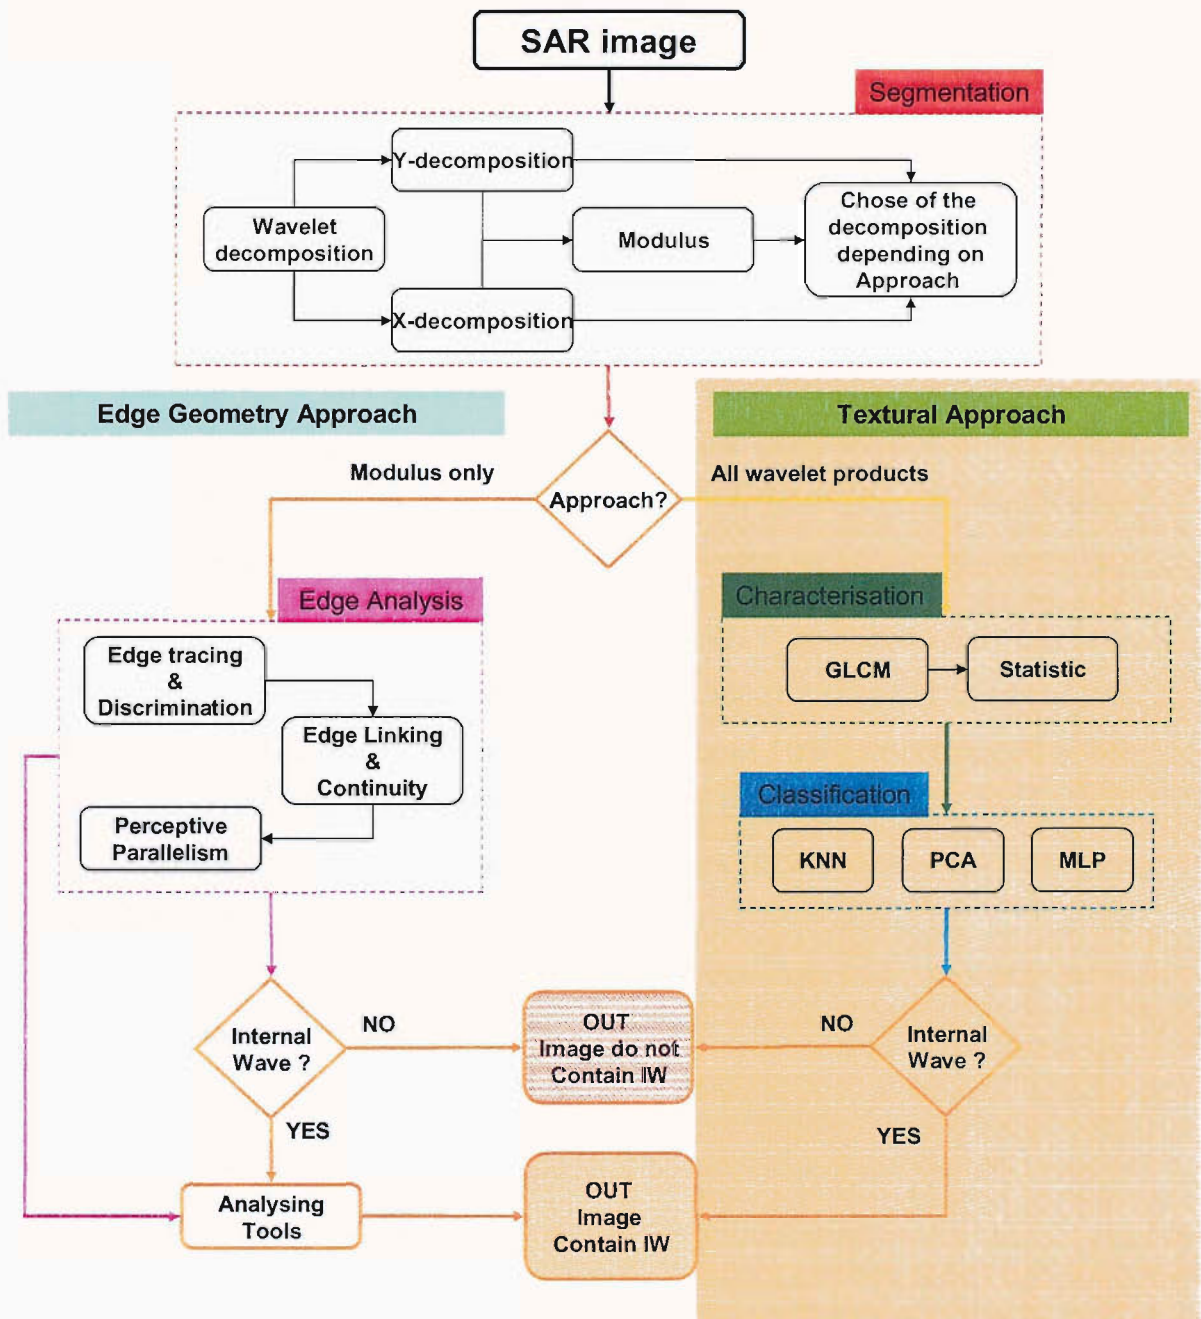 SAR image
Segmentation
Y-decomposition
Wavelet
decomposition
Modulus
Chose of the
decomposition
depending on
Approach
X-decomposition
Edge Geometry Approach
Textural Approach
Modulus only
Approach?
All wavelet products
Edge Analysis
Edge tracing
&
Discrimination
Edge Linking
&
Continuity
Perceptive
Parallelism
Characterisation
GLCM
Statistic
Classification
KNN
PCA
MLP
Internal
Wave ?
NO
YES
OUT
Image do not
Contain IW
NO
Internal
Wave ?
YES
Analysing
Tools
OUT
Image
Contain IW